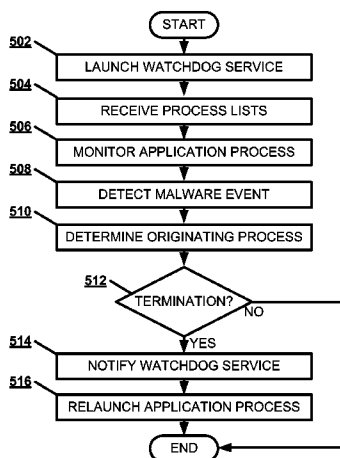 START
502
LAUNCH WATCHDOG SERVICE
504
RECEIVE PROCESS LISTS
506
MONITOR APPLICATION PROCESS
508
DETECT MALWARE EVENT
510
DETERMINE ORIGINATING PROCESS
512
TERMINATION?
NO
YES
514
NOTIFY WATCHDOG SERVICE
516
RELAUNCH APPLICATION PROCESS
END